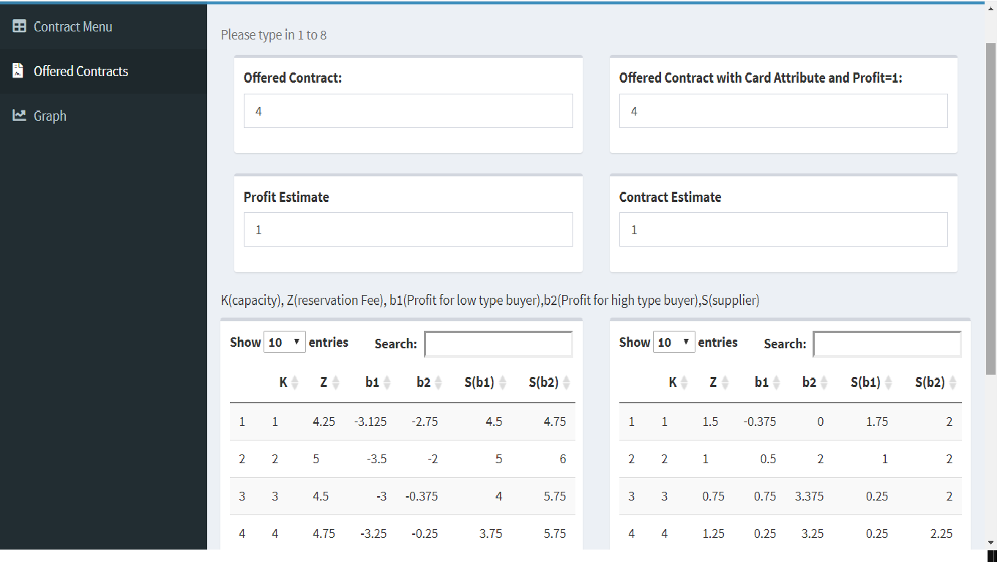 Contract Menu
Offered Contracts
Graph
Please type in 1 to 8
Offered Contract:
4
Offered Contract with Card Attribute and Profit=1:
4
Profit Estimate
1
Contract Estimate
1
K(capacity), Z(reservation Fee), b1(Profit for low type buyer),b2(Profit for high type buyer),S(supplier)
Show 10 entries Search:
K Z b1 b2 S(b1) S(b2)
1 1 4.25 -3.125 -2.75 4.5 4.75
2 2 5 -3.5 -2 5 6
3 3 4.5 -3 -0.375 4 5.75
4 4 4.75 -3.25 -0.25 3.75 5.75
Show 10 entries Search:
K Z b1 b2 S(b1) S(b2)
1 1 1.5 -0.375 0 1.75 2
2 2 1 0.5 2 1 2
3 3 0.75 0.75 3.375 0.25 2
4 4 1.25 0.25 3.25 0.25 2.25